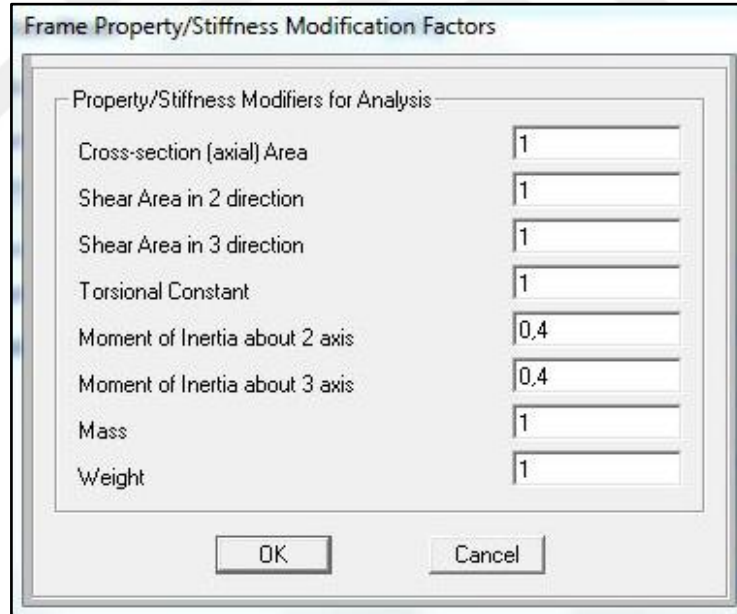 Frame Property/Stiffness Modification Factors
Property/Stiffness Modifiers for Analysis
Cross-section (axial) Area 1
Shear Area in 2 direction 1
Shear Area in 3 direction 1
Torsional Constant 1
Moment of Inertia about 2 axis 0,4
Moment of Inertia about 3 axis 0,4
Mass 1
Weight 1
OK Cancel